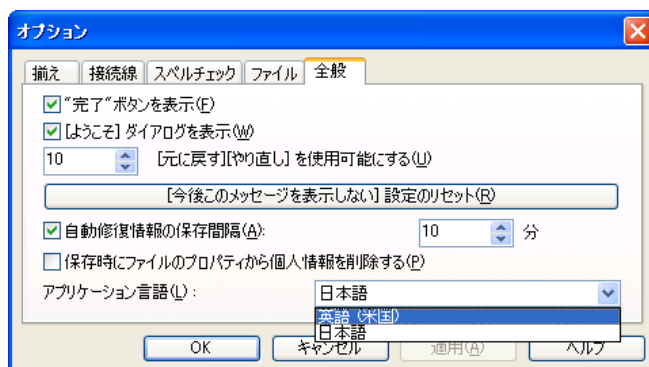 オプション
揃え 接続線 スペルチェック ファイル 全般
“完了”ボタンを表示(F)
[ようこそ] ダイアログを表示(W)
10 [元に戻す][やり直し] を使用可能にする(U)
[今後このメッセージを表示しない] 設定のリセット(R)
自動修復情報の保存間隔(A): 10 分
保存時にファイルのプロパティから個人情報を削除する(P)
アプリケーション言語(L) : 日本語
英語 (米国)
日本語
OK キャンセル 適用(A) ヘルプ